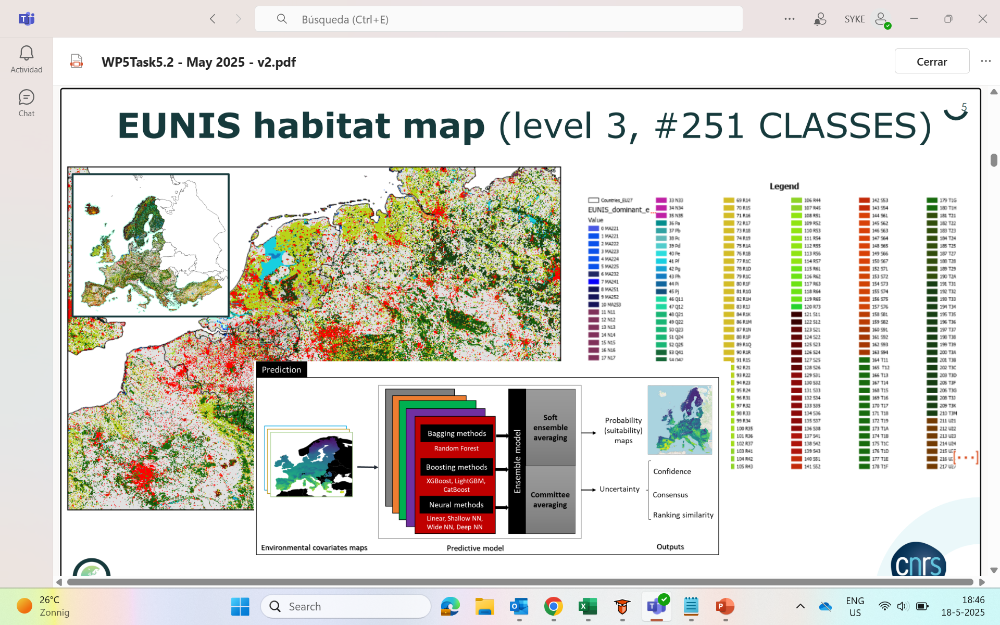 Búsqueda (Ctrl+E)
SYKE
Actividad
Chat
WP5Task5.2 - May 2025 - v2.pdf
Cerrar
5
EUNIS habitat map (level 3, #251 CLASSES)
Legend
Countries_EU27
EUNIS_dominant_e...
Value
0 MA221
1 MA221
2 MA222
3 MA223
4 MA224
5 MA225
6 MA232
7 MA241
8 MA251
9 MA252
10 MA253
11 N11
12 N12
13 N13
14 N14
15 N15
16 N16
17 N17
33 N33
34 N34
35 N35
36 Pa
37 Pb
38 Pc
39 Pd
40 Pe
41 Pf
42 Pg
43 Ph
44 Pi
45 Pj
46 Q11
47 Q12
48 Q21
49 Q22
50 Q23
51 Q24
52 Q25
53 Q41
54 Q42
69 R14
70 R15
71 R16
72 R17
73 R18
74 R19
75 R1A
76 R1B
77 R1C
78 R1D
79 R1C
80 R1F
81 R1G
82 R1H
83 R1J
84 R1K
86 R1M
87 R1N
88 R1P
89 R1Q
90 R1R
91 R1S
92 R21
93 R22
94 R23
95 R24
96 R31
97 R32
98 R33
99 R34
100 R35
101 R36
102 R37
103 R41
104 R42
105 R43
106 R44
107 R45
108 R51
109 R52
110 R53
111 R54
112 R55
113 R56
114 R57
115 R61
116 R62
117 R63
118 R64
119 R65
120 R73
121 S11
122 S12
123 S21
124 S22
125 S23
126 S24
127 S25
128 S26
129 S31
130 S32
131 S33
132 S34
133 S35
134 S36
135 S37
136 S38
137 S41
138 S42
139 S43
140 S51
141 S52
142 S53
143 S54
144 S61
145 S62
146 S63
147 S64
148 S65
149 S66
150 S67
152 S71
153 S72
154 S73
155 S74
156 S75
157 S76
158 S81
159 S82
160 S91
161 S92
162 S93
163 S94
164 T11
165 T12
166 T13
167 T14
168 T15
169 T16
170 T17
171 T18
172 T19
173 T1A
174 T1B
175 T1C
176 T1D
177 T1E
178 T1F
179 T1G
180 T1H
181 T21
182 T22
183 T23
184 T24
185 T25
187 T27
188 T28
189 T29
190 T2A
191 T31
192 T32
193 T33
194 T34
195 T35
196 T36
197 T37
198 T38
199 T39
200 T3A
201 T3B
202 T3C
203 T3D
205 T3F
206 T3G
208 T3J
209 T3K
210 T3M
211 U21
212 U22
213 U23
214 U24
215
216
217 U27
[...]
Prediction
Bagging methods
Random Forest
Boosting methods
XGBoost, LightGBM,
CatBoost
Neural methods
Linear, Shallow NN,
Wide NN, Deep NN
Ensemble model
Soft
ensemble
averaging
Committee
averaging
Probability
(suitability)
maps
Uncertainty
Confidence
Consensus
Ranking similarity
Environmental covariates maps
Predictive model
Outputs
cnrs
26°C
Zonnig
Search
ENG
US
18:46
18-5-2025